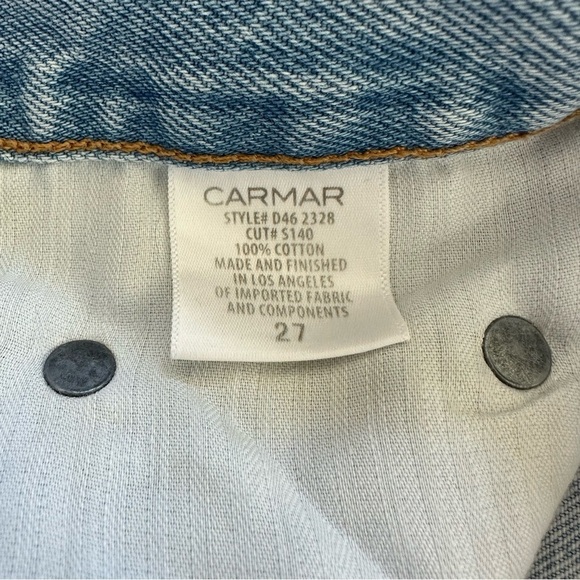 CARMAR
STYLE# D46 2328
CUT# S140
100% COTTON
MADE AND FINISHED
IN LOS ANGELES
OF IMPORTED FABRIC
AND COMPONENTS
27